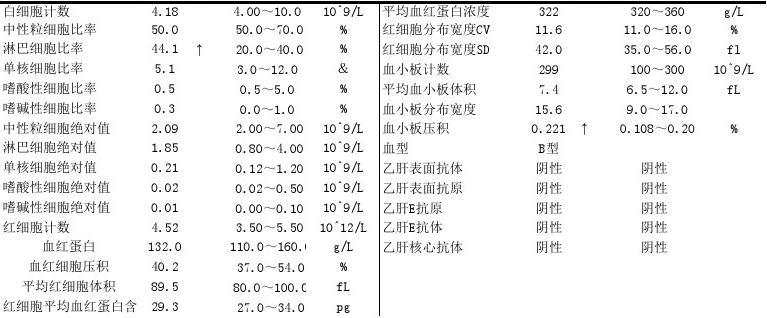 白细胞计数 4.18 4.00～10.0 10^9/L
中性粒细胞比率 50.0 50.0～70.0 %
淋巴细胞比率 44.1 ↑ 20.0～40.0 %
单核细胞比率 5.1 3.0～12.0 &
嗜酸性细胞比率 0.5 0.5～5.0 %
嗜碱性细胞比率 0.3 0.0～1.0 %
中性粒细胞绝对值 2.09 2.00～7.00 10^9/L
淋巴细胞绝对值 1.85 0.80～4.00 10^9/L
单核细胞绝对值 0.21 0.12～1.20 10^9/L
嗜酸性细胞绝对值 0.02 0.02～0.50 10^9/L
嗜碱性细胞绝对值 0.01 0.00～0.10 10^9/L
红细胞计数 4.52 3.50～5.50 10^12/L
血红蛋白 132.0 110.0～160.( g/L
血红细胞压积 40.2 37.0～54.0 %
平均红细胞体积 89.5 80.0～100.0 fL
红细胞平均血红蛋白含 29.3 27.0～34.0 pg
平均血红蛋白浓度 322 320～360 g/L
红细胞分布宽度CV 11.6 11.0～16.0 %
红细胞分布宽度SD 42.0 35.0～56.0 fl
血小板计数 299 100～300 10^9/L
平均血小板体积 7.4 6.5～12.0 fL
血小板分布宽度 15.6 9.0～17.0
血小板压积 0.221 ↑ 0.108～0.20 %
血型 B型
乙肝表面抗体 阴性 阴性
乙肝表面抗原 阴性 阴性
乙肝E抗原 阴性 阴性
乙肝E抗体 阴性 阴性
乙肝核心抗体 阴性 阴性